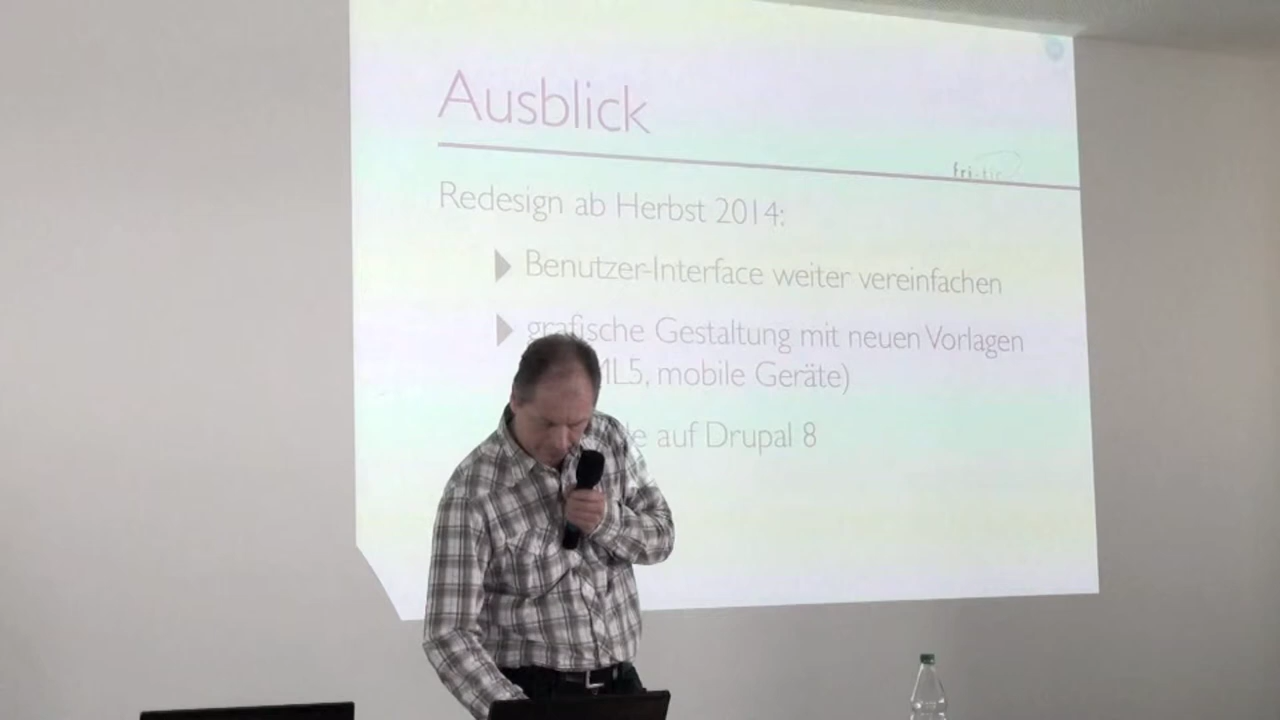 Ausblick
fri-tic
Redesign ab Herbst 2014:
Benutzer-Interface weiter vereinfachen
grafische Gestaltung mit neuen Vorlagen
mobile Geräte)
auf Drupal 8